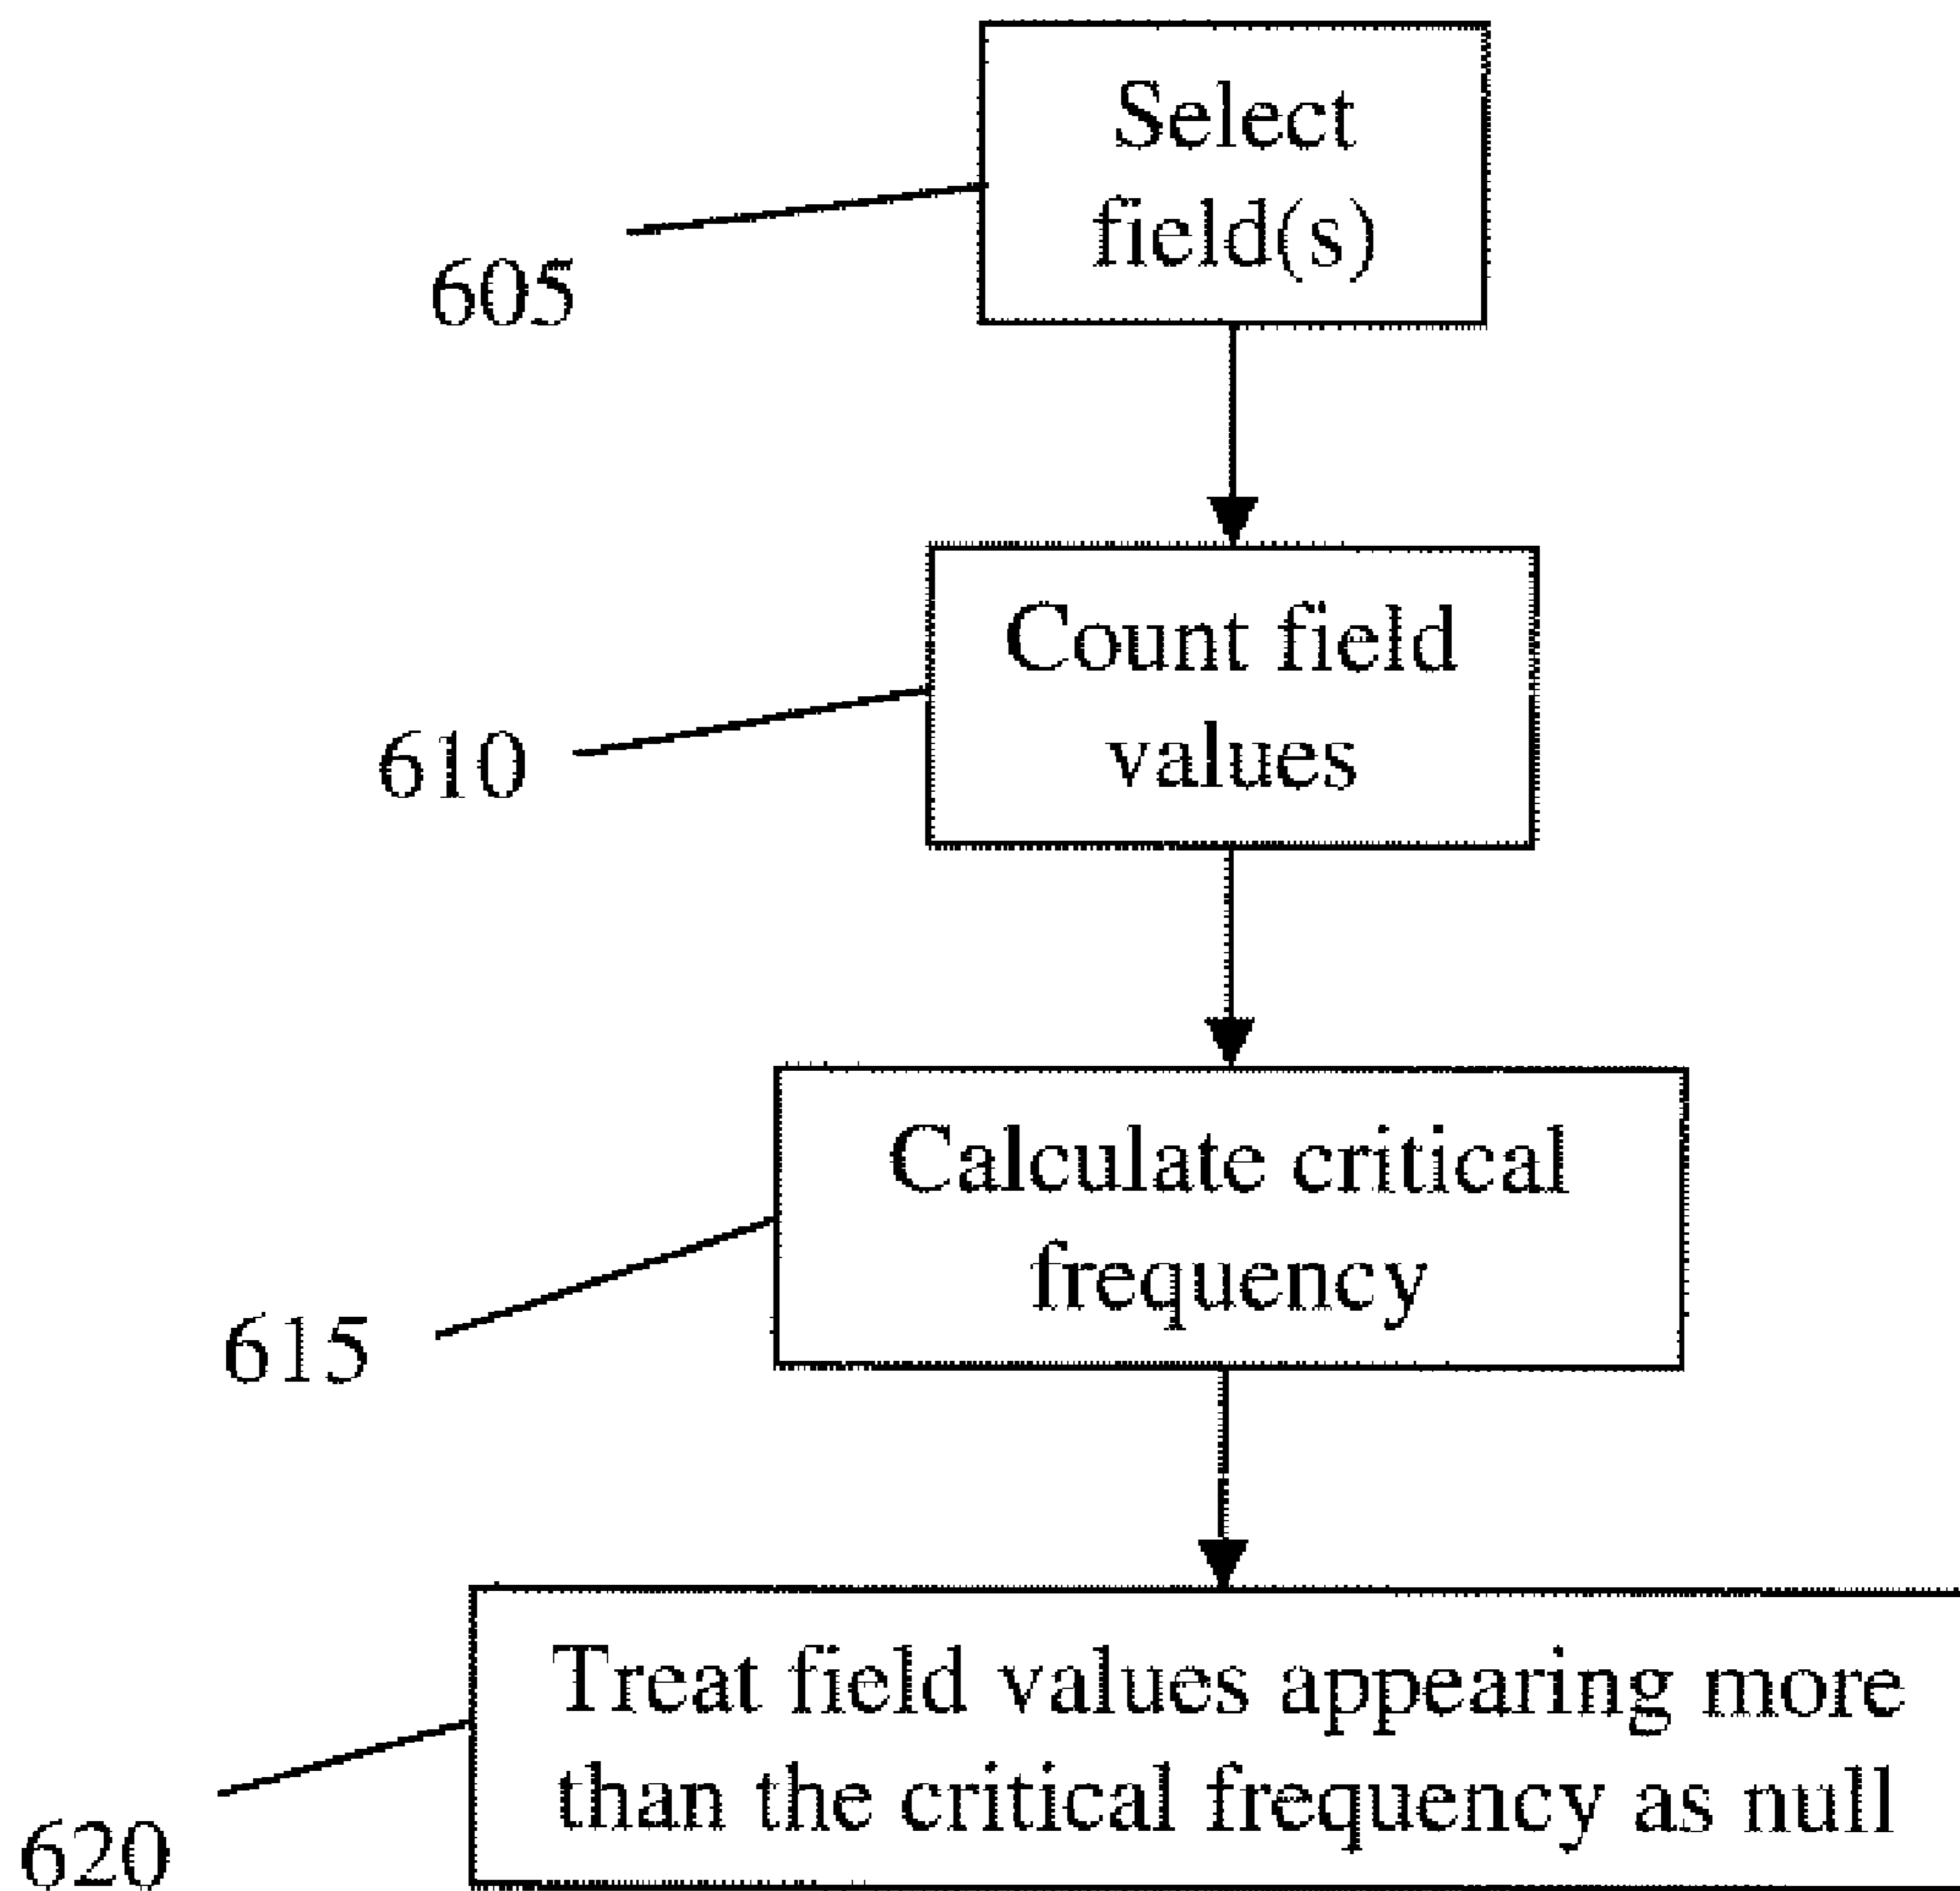 Select
field(s)
605
Count field
values
610
Calculate critical
frequency
615
Treat field values appearing more
than the critical frequency as null
620